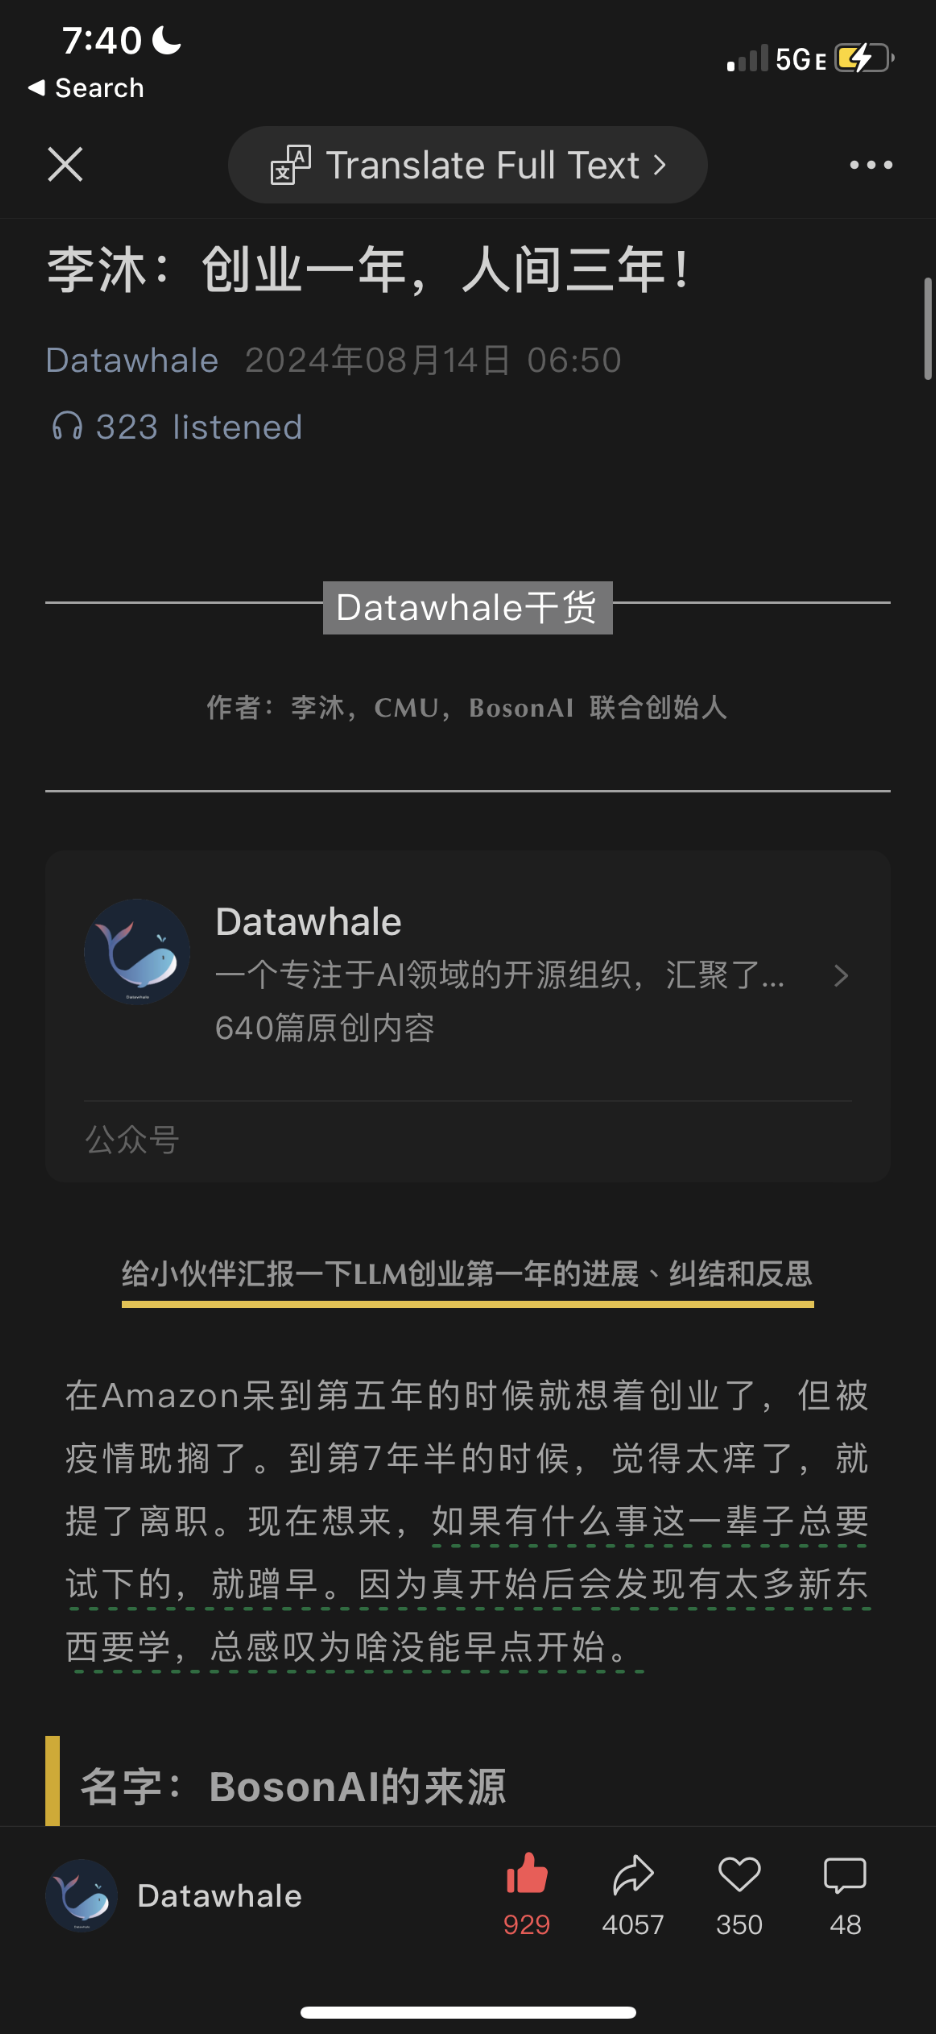 7:40
5G E
Search
Translate Full Text
李沐：创业一年，人间三年！
Datawhale 2024年08月14日 06:50
323 listened
Datawhale干货
作者：李沐，CMU，BosonAI 联合创始人
Datawhale
一个专注于AI领域的开源组织，汇聚了...
640篇原创内容
公众号
给小伙伴汇报一下LLM创业第一年的进展、纠结和反思
在Amazon呆到第五年的时候就想着创业了，但被
疫情耽搁了。到第7年半的时候，觉得太痒了，就
提了离职。现在想来，如果有什么事这一辈子总要
试下的，就蹭早。因为真开始后会发现有太多新东
西要学，总感叹为啥没能早点开始。
名字：BosonAI的来源
Datawhale
929 4057 350 48